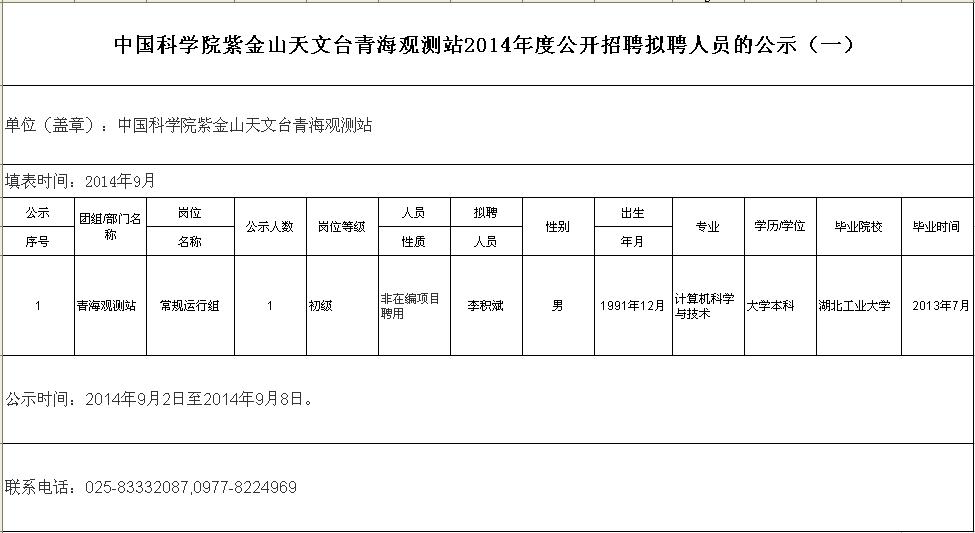 中国科学院紫金山天文台青海观测站2014年度公开招聘拟聘人员的公示（一）
单位（盖章）：中国科学院紫金山天文台青海观测站
填表时间：2014年9月
公示
序号
团组/部门名
称
岗位
名称
公示人数
岗位等级
人员
性质
拟聘
人员
性别
出生
年月
专业
学历/学位
毕业院校
毕业时间
1
青海观测站
常规运行组
1
初级
非在编项目
聘用
李积斌
男
1991年12月
计算机科学
与技术
大学本科
湖北工业大学
2013年7月
公示时间：2014年9月2日至2014年9月8日。
联系电话：025-83332087,0977-8224969